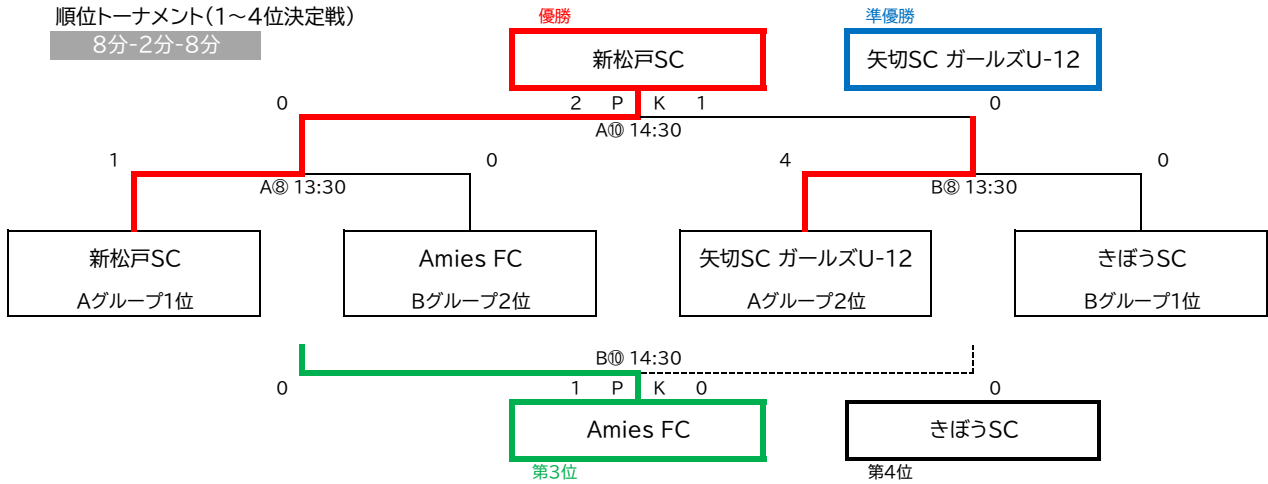 順位トーナメント(1～4位決定戦)
8分-2分-8分
優勝
準優勝
新松戸SC
矢切SC ガールズU-12
0
2 P K 1
0
A⑩ 14:30
1
0
4
0
A⑧ 13:30
B⑧ 13:30
新松戸SC
Aグループ1位
Amies FC
Bグループ2位
矢切SC ガールズU-12
Aグループ2位
きぼうSC
Bグループ1位
B⑩ 14:30
0
1 P K 0
0
Amies FC
きぼうSC
第3位
第4位